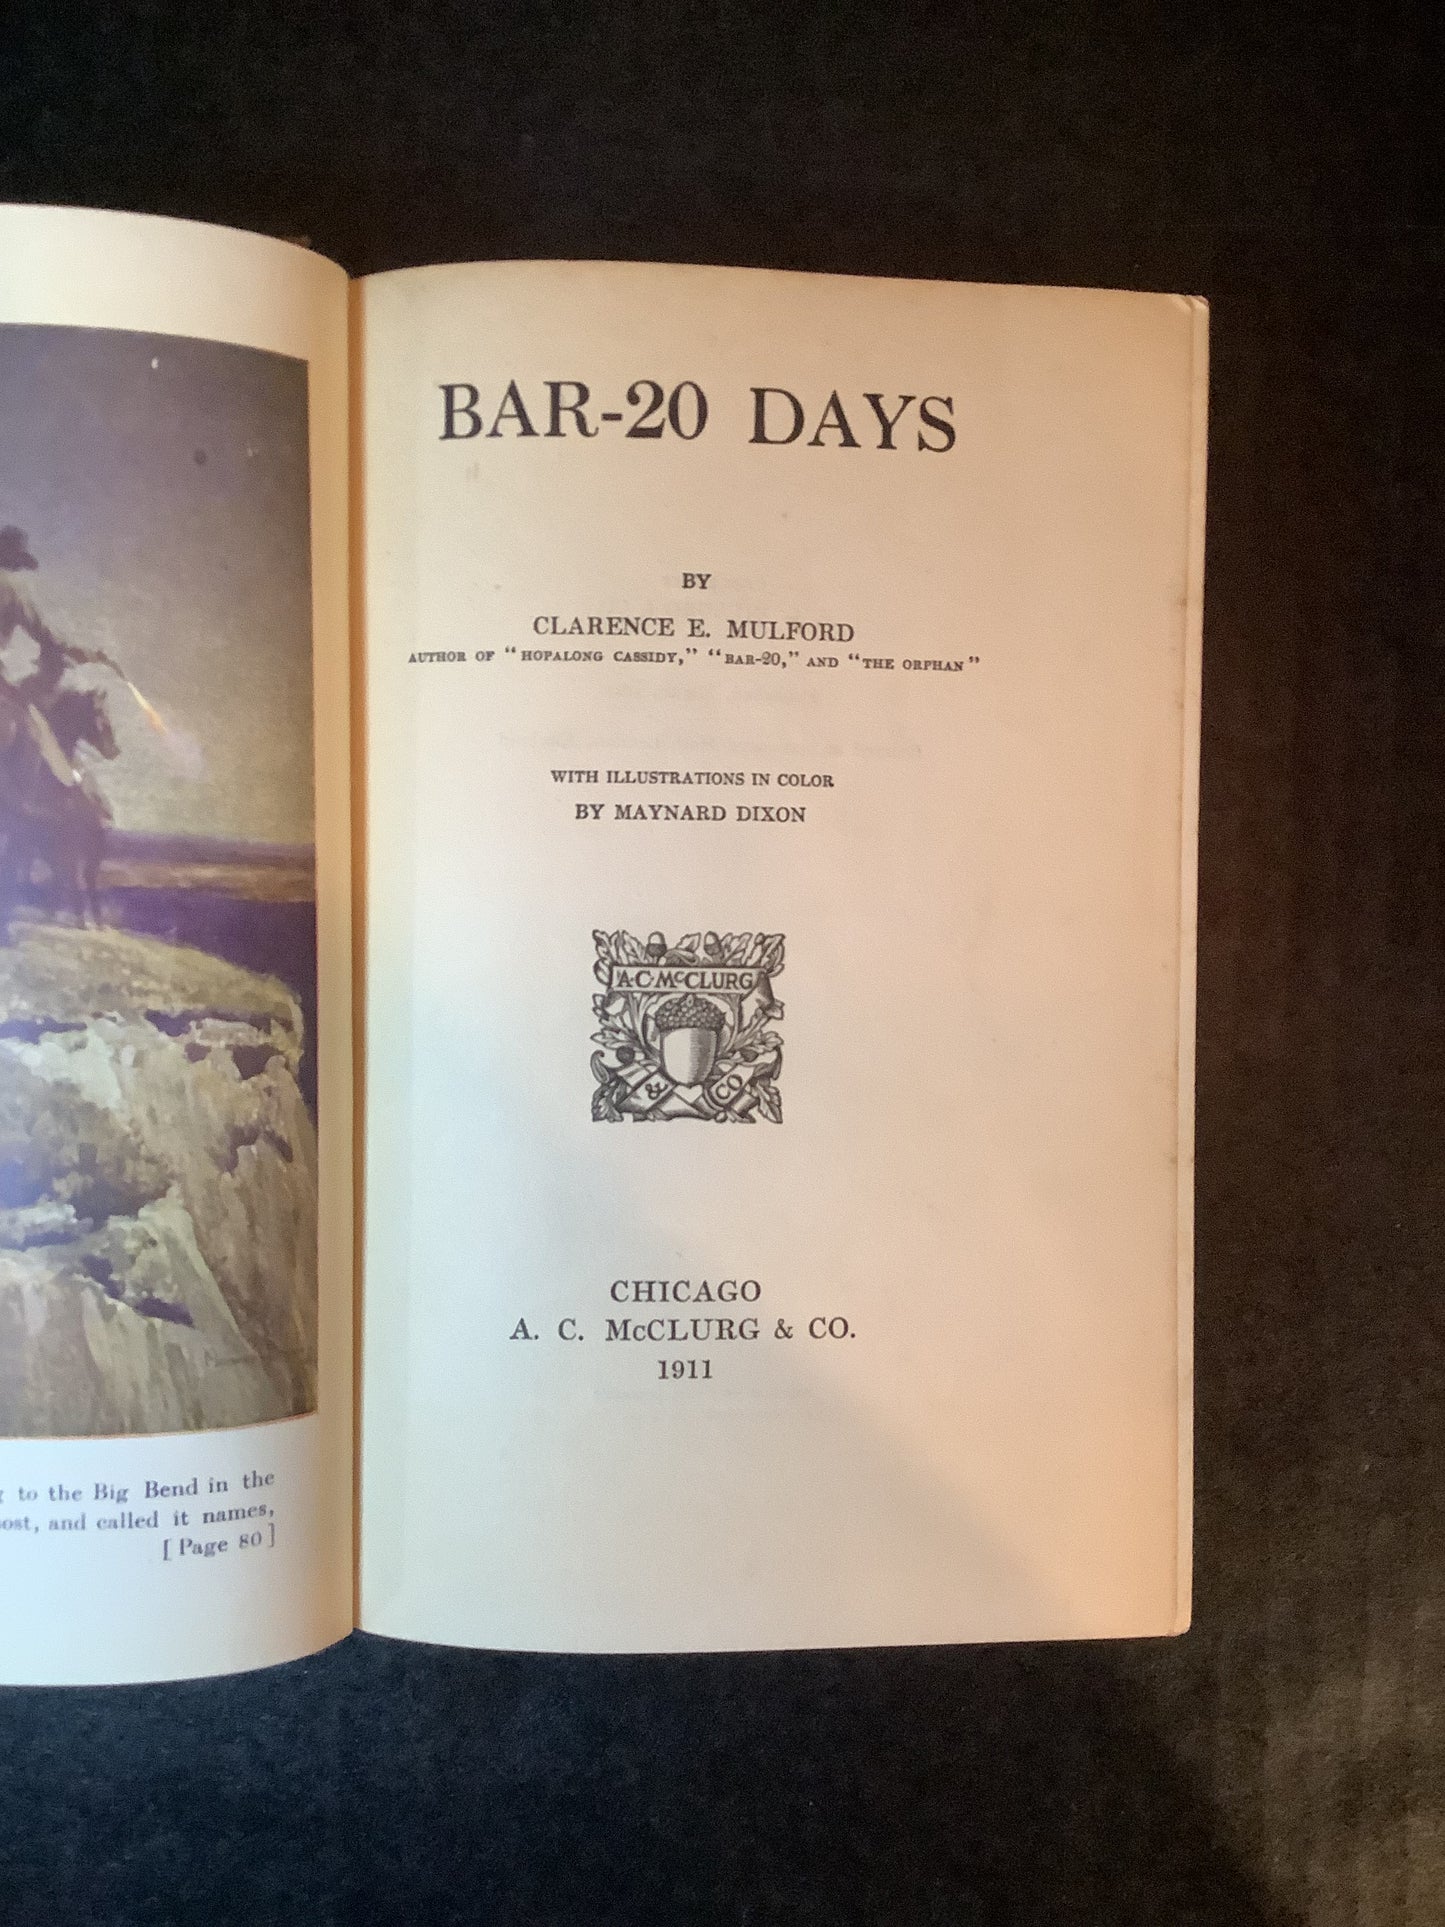 to the Big Bend in the
and called it names,
[Page 80]
BAR-20 DAYS
BY
CLARENCE E. MULFORD
AUTHOR OF “HOPALONG CASSIDY,” “BAR-20,” AND “THE ORPHAN”
WITH ILLUSTRATIONS IN COLOR
BY MAYNARD DIXON
A·C·McCLURG
& CO
CHICAGO
A. C. McCLURG & CO.
1911